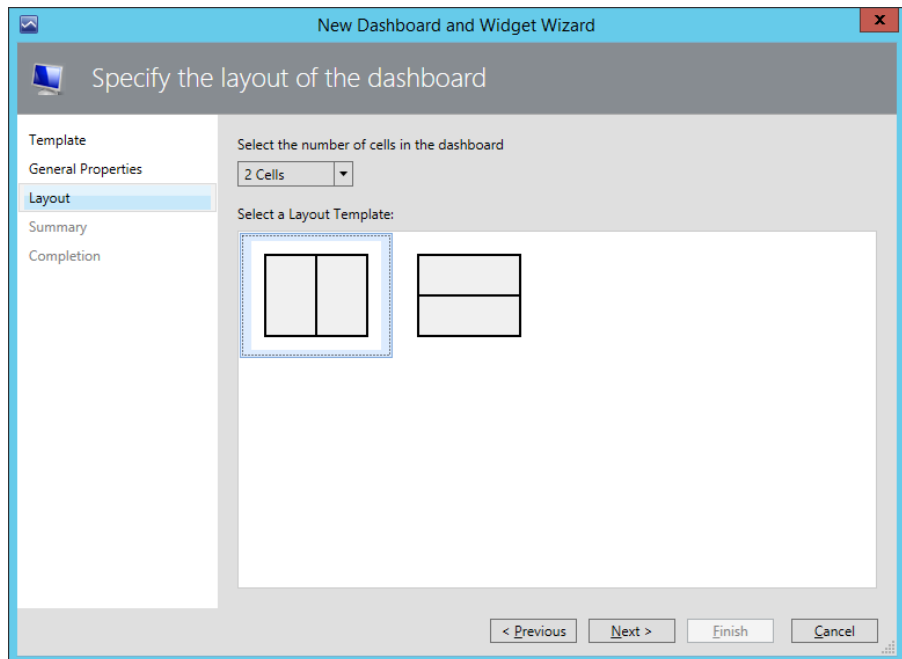 New Dashboard and Widget Wizard
x
Specify the layout of the dashboard
Template
General Properties
Layout
Summary
Completion
Select the number of cells in the dashboard
2 Cells
Select a Layout Template:
< Previous
Next >
Finish
Cancel